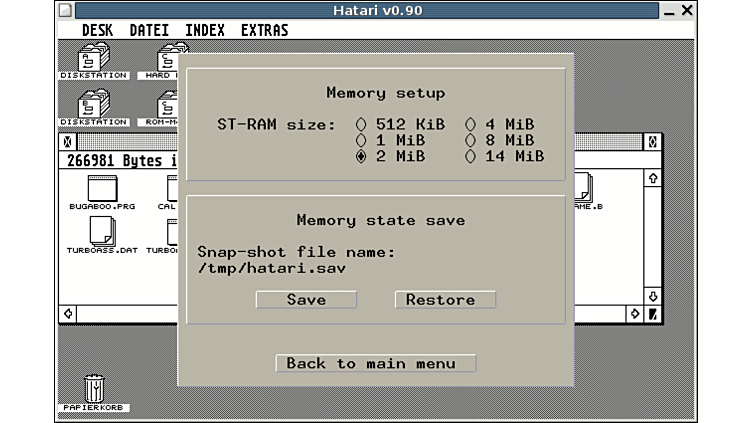 Hatari v0.90
DESK DATEI INDEX EXTRAS
DISKSTATION
HARD
DISKSTATION
266981 Bytes
BUGABOO.PRG
TURBOASS.DAT
PAPIERKORB
Memory setup
ST-RAM size:
512 KiB
4 MiB
1 MiB
8 MiB
2 MiB
14 MiB
Memory state save
Snap-shot file name:
/tmp/hatari.sav
Save
Restore
Back to main menu